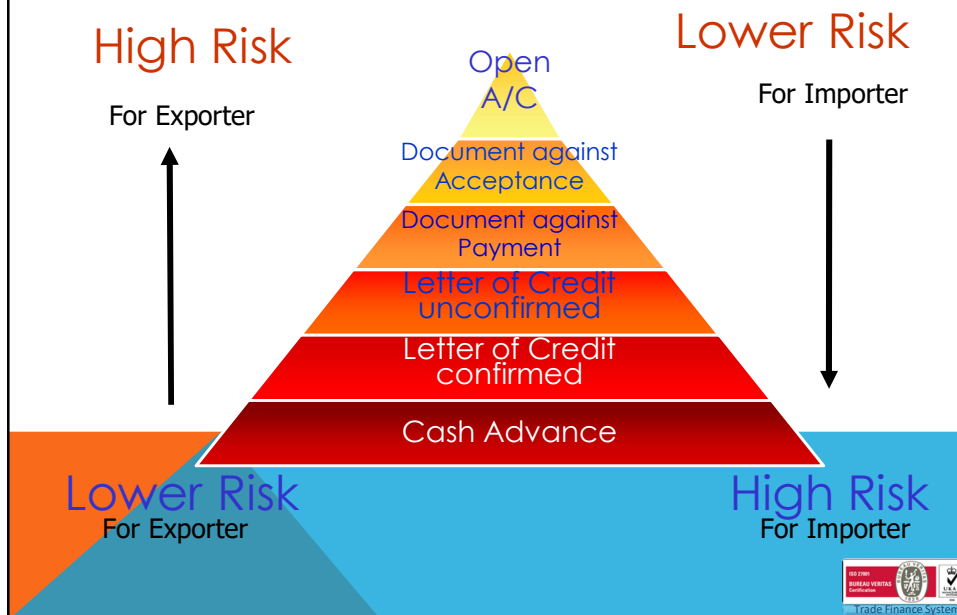 High Risk
Lower Risk
For Exporter
For Importer
Open
A/C
Document against
Acceptance
Document against
Payment
Letter of Credit
unconfirmed
Letter of Credit
confirmed
Cash Advance
Lower Risk
For Exporter
High Risk
For Importer
ISO 27001
BUREAU VERITAS
Certification
Trade Finance System